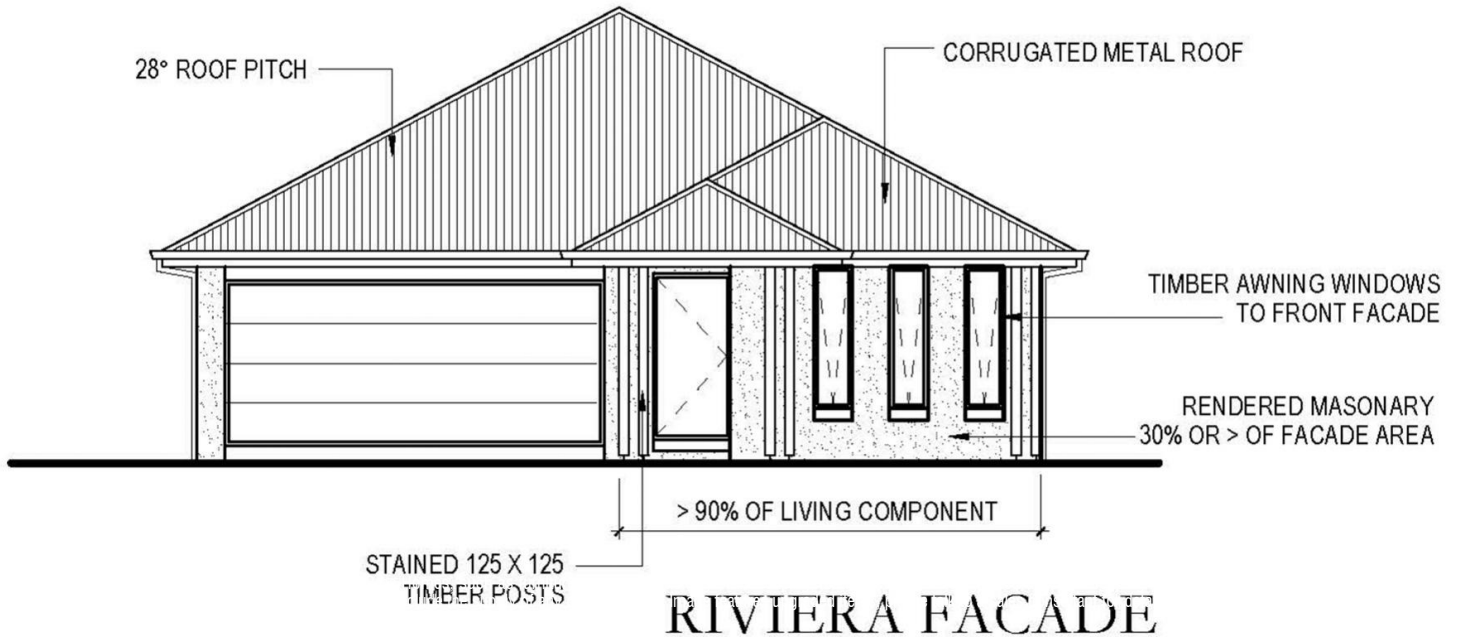 28° ROOF PITCH
CORRUGATED METAL ROOF
TIMBER AWNING WINDOWS
TO FRONT FACADE
RENDERED MASONARY
30% OR > OF FACADE AREA
> 90% OF LIVING COMPONENT
STAINED 125 X 125
TIMBER POSTS
RIVIERA FACADE